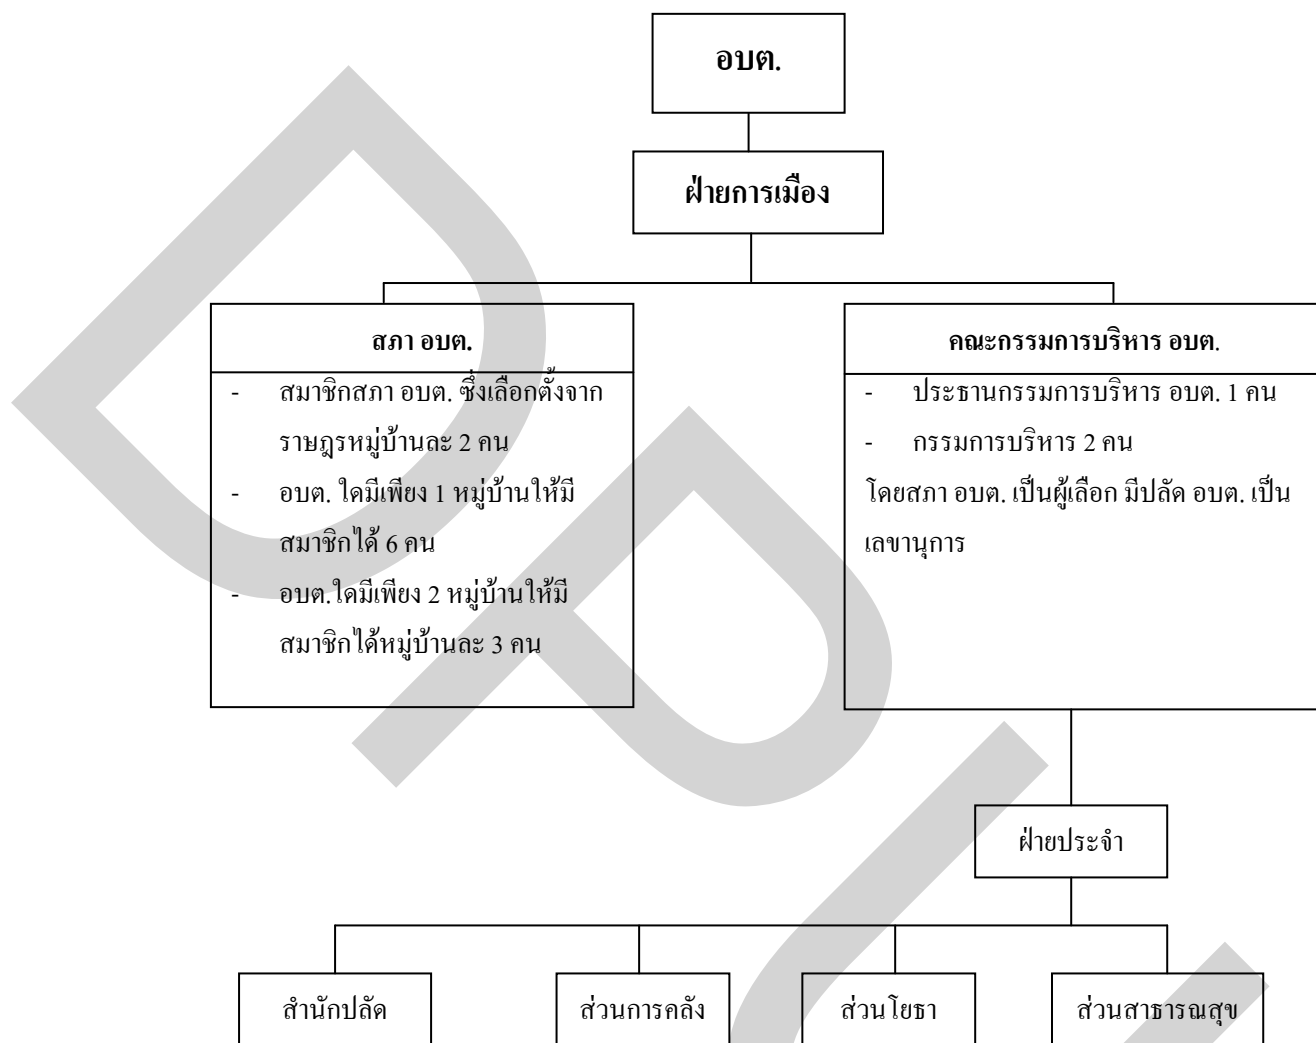 อบต.
ฝ่ายการเมือง
สภา อบต.
- สมาชิกสภา อบต. ซึ่งเลือกตั้งจาก
ราษฎรหมู่บ้านละ 2 คน
- อบต. ใดมีเพียง 1 หมู่บ้านให้มี
สมาชิกได้ 6 คน
- อบต.ใดมีเพียง 2 หมู่บ้านให้มี
สมาชิกได้หมู่บ้านละ 3 คน
คณะกรรมการบริหาร อบต.
- ประธานกรรมการบริหาร อบต. 1 คน
- กรรมการบริหาร 2 คน
โดยสภา อบต. เป็นผู้เลือก มีปลัด อบต. เป็น
เลขานุการ
ฝ่ายประจำ
สำนักปลัด
ส่วนการคลัง
ส่วนโยธา
ส่วนสาธารณสุข